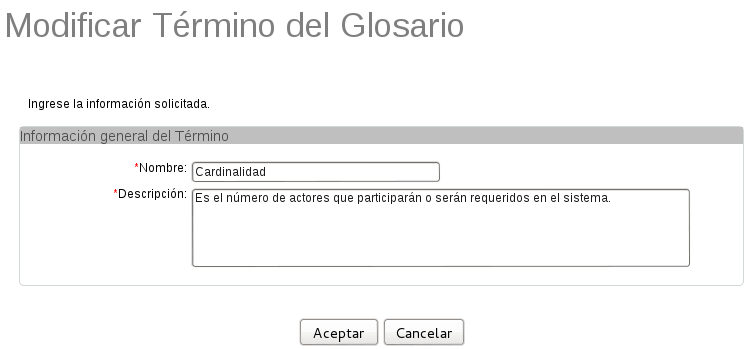 Modificar Término del Glosario
Ingrese la información solicitada.
Información general del Término
*Nombre: Cardinalidad
*Descripción: Es el número de actores que participarán o serán requeridos en el sistema.
Aceptar Cancelar